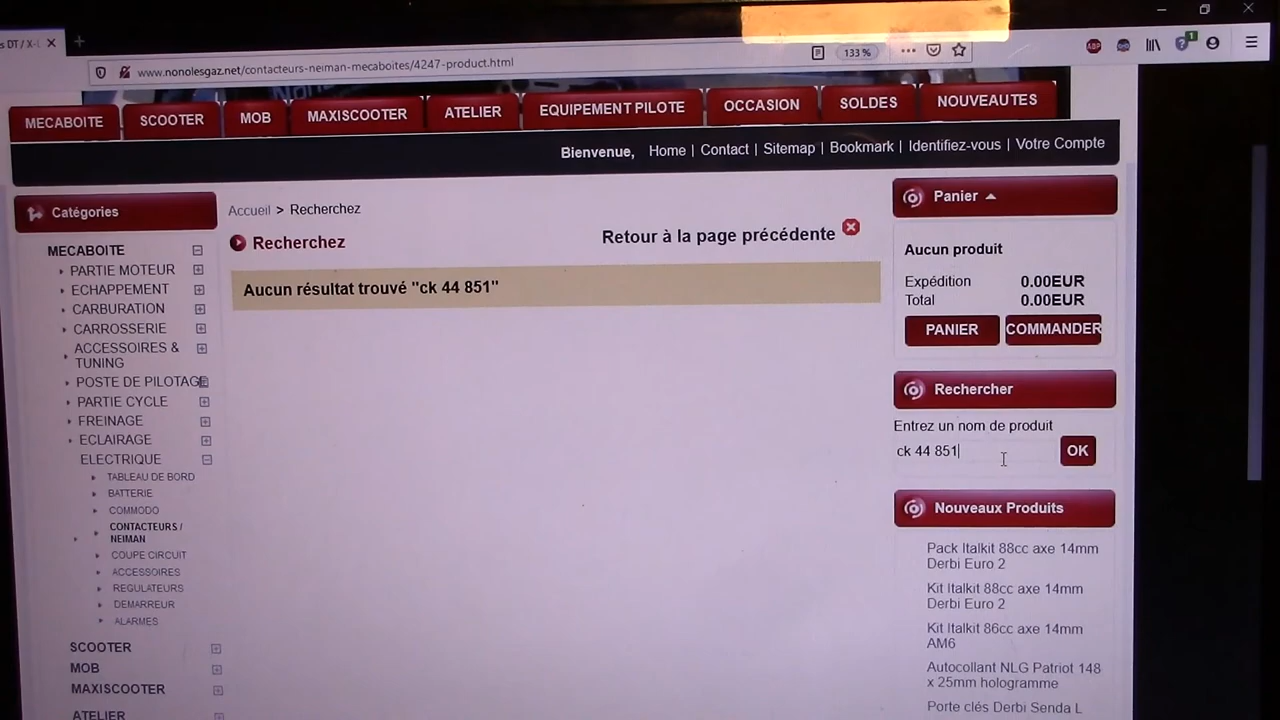 s DT / X-L
133 %
www.nonolesgaz.net/contacteurs-neiman-mecaboites/4247-product.html
MECABOITE
SCOOTER
MOB
MAXISCOOTER
ATELIER
EQUIPEMENT PILOTE
OCCASION
SOLDES
NOUVEAUTES
Bienvenue, Home | Contact | Sitemap | Bookmark | Identifiez-vous | Votre Compte
Catégories
MECABOITE
PARTIE MOTEUR
ECHAPPEMENT
CARBURATION
CARROSSERIE
ACCESSOIRES &
TUNING
POSTE DE PILOTAGE
PARTIE CYCLE
FREINAGE
ECLAIRAGE
ELECTRIQUE
TABLEAU DE BORD
BATTERIE
COMMODO
CONTACTEURS /
NEIMAN
COUPE CIRCUIT
ACCESSOIRES
REGULATEURS
DEMARREUR
ALARMES
SCOOTER
MOB
MAXISCOOTER
ATELIER
Accueil > Recherchez
Recherchez
Retour à la page précédente
Aucun résultat trouvé "ck 44 851"
Panier
Aucun produit
Expédition 0.00EUR
Total 0.00EUR
PANIER
COMMANDER
Rechercher
Entrez un nom de produit
ck 44 851
OK
Nouveaux Produits
Pack Italkit 88cc axe 14mm
Derbi Euro 2
Kit Italkit 88cc axe 14mm
Derbi Euro 2
Kit Italkit 86cc axe 14mm
AM6
Autocollant NLG Patriot 148
x 25mm hologramme
Porte clés Derbi Senda L